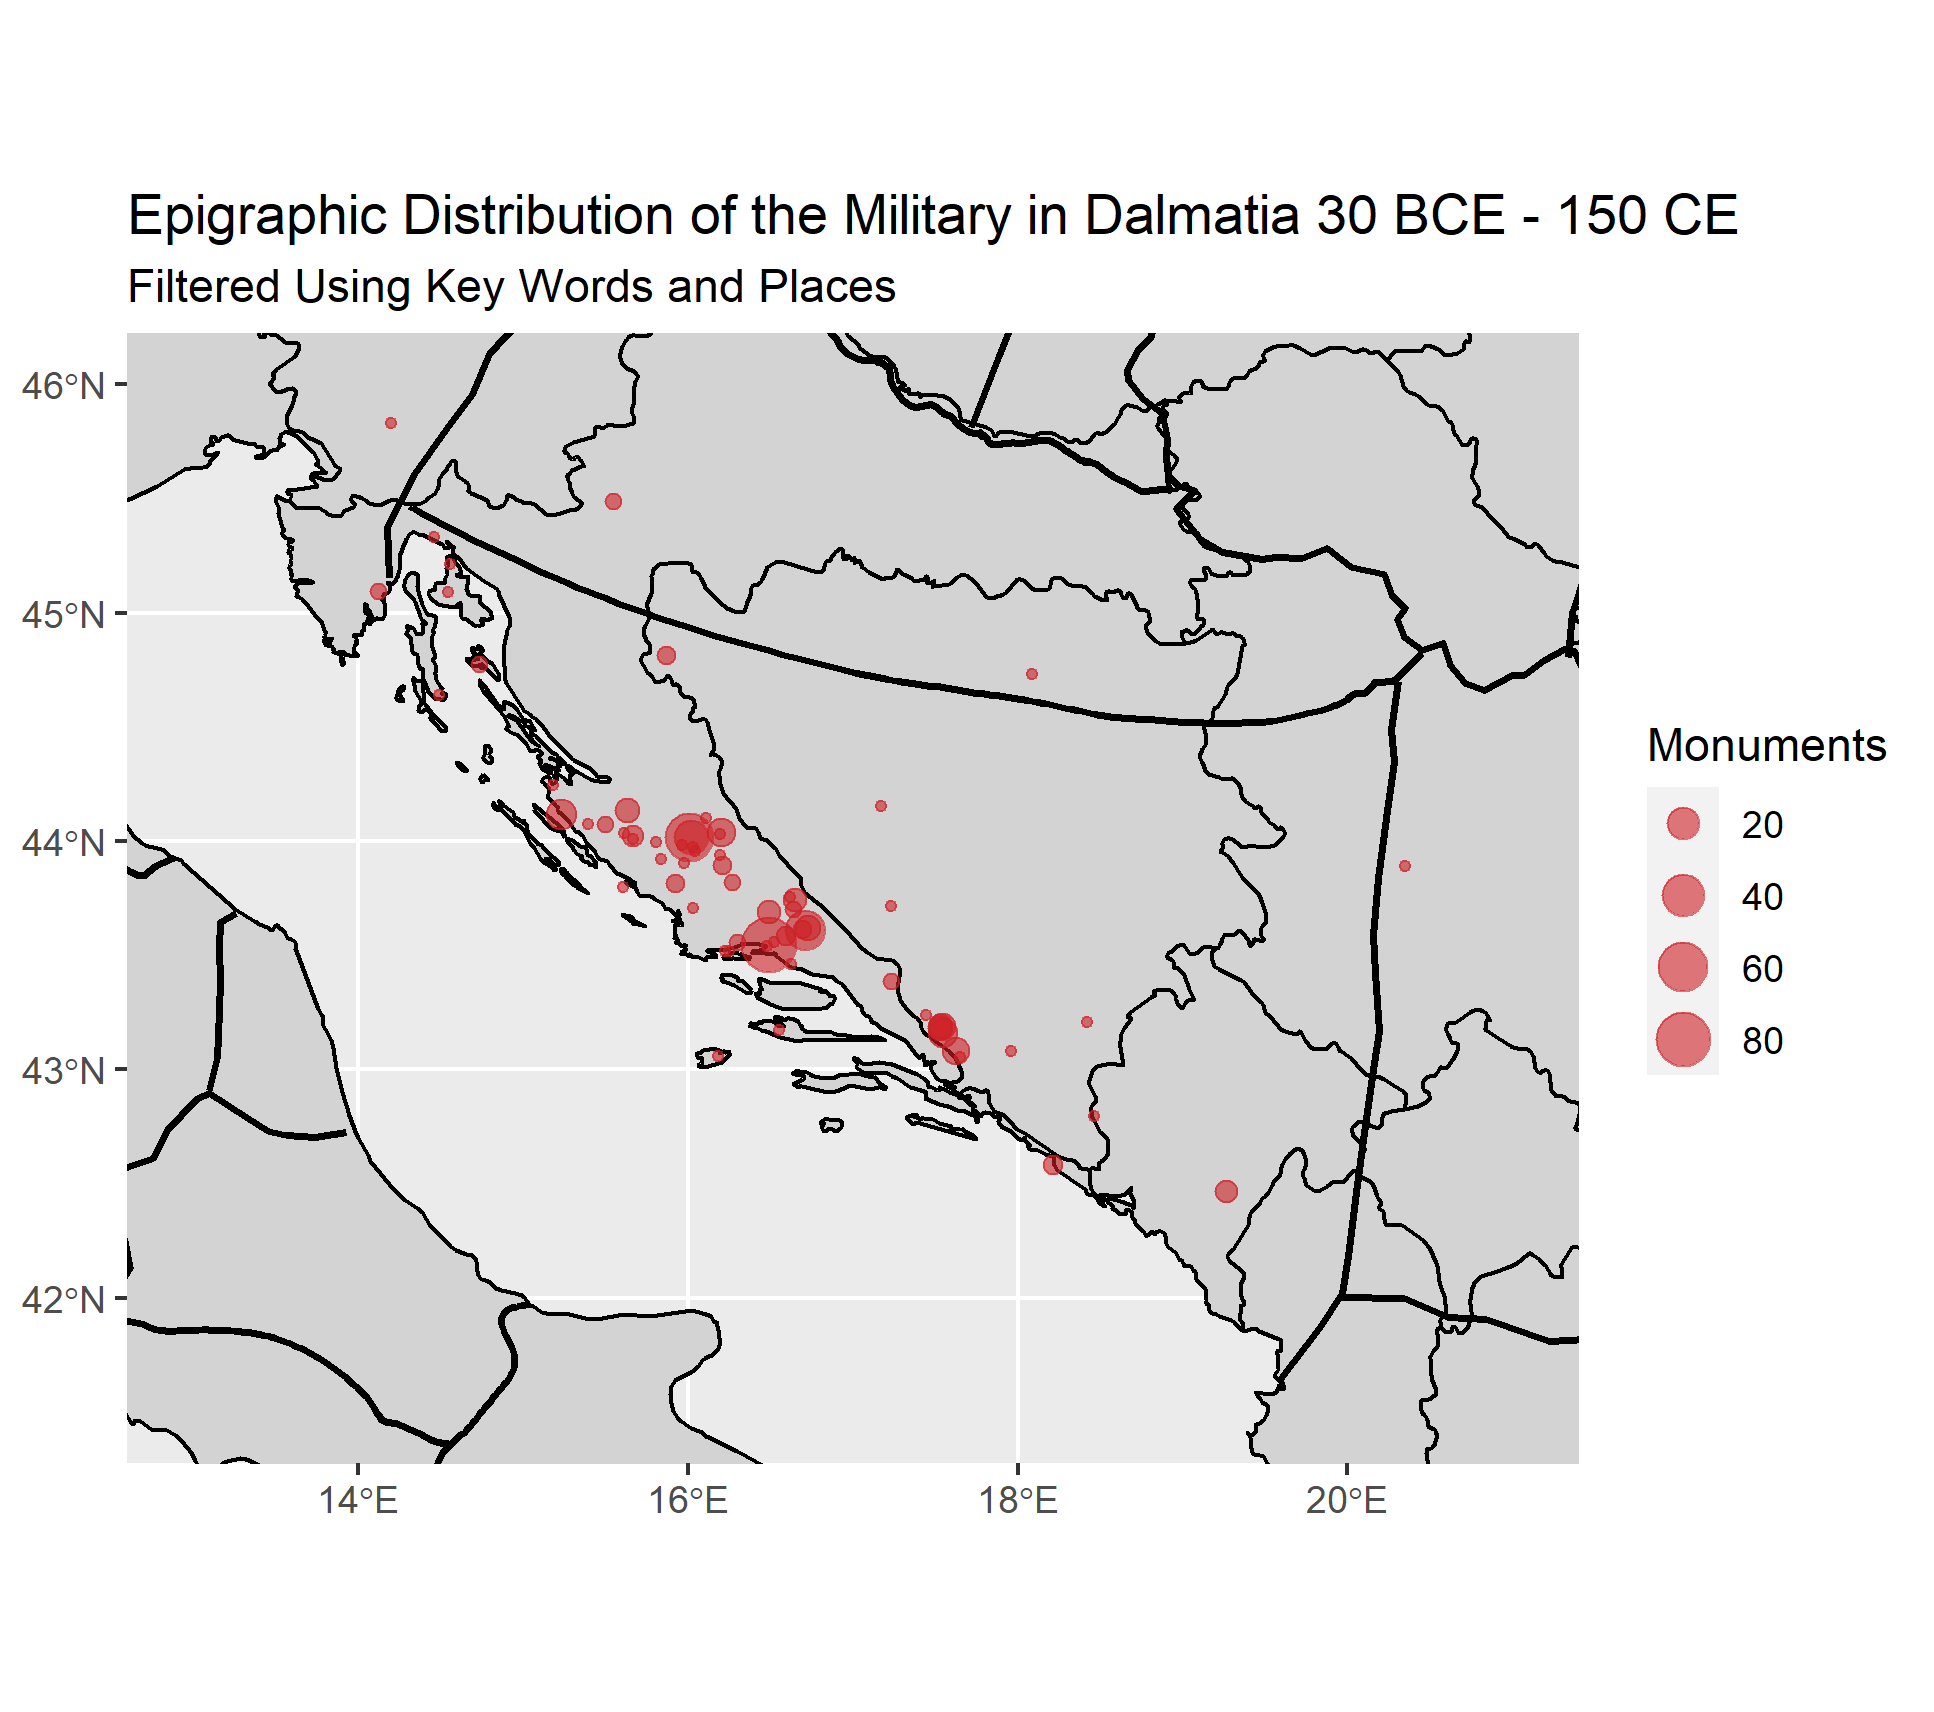 Epigraphic Distribution of the Military in Dalmatia 30 BCE - 150 CE
Filtered Using Key Words and Places
46°N
45°N
44°N
43°N
42°N
14°E
16°E
18°E
20°E
Monuments
20
40
60
80